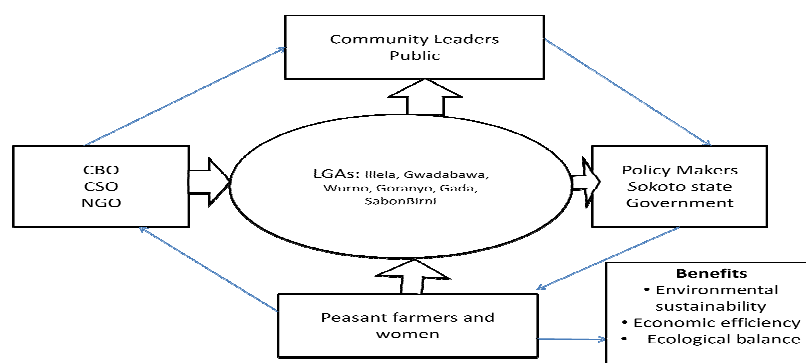 Community Leaders
Public
CBO
CSO
NGO
LGAs: Illela, Gwadabawa,
Wurno, Goronyo, Gada,
SabonBirni
Policy Makers
Sokoto state
Government
Peasant farmers and
women
Benefits
• Environmental
sustainability
• Economic efficiency
• Ecological balance